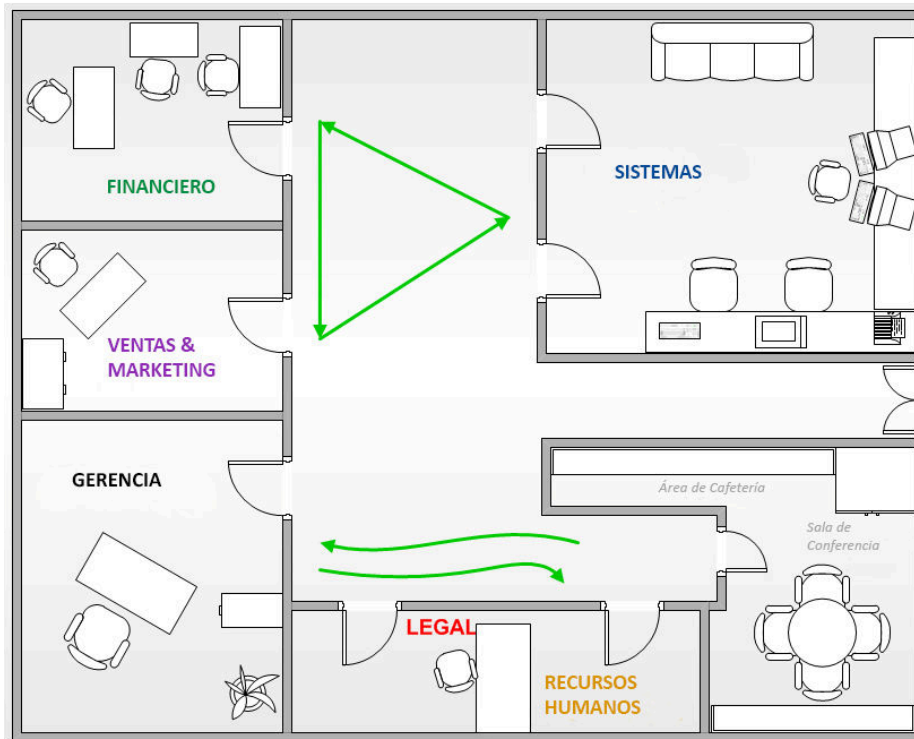 FINANCIERO
SISTEMAS
VENTAS &
MARKETING
GERENCIA
Área de Cafetería
Sala de
Conferencia
LEGAL
RECURSOS
HUMANOS